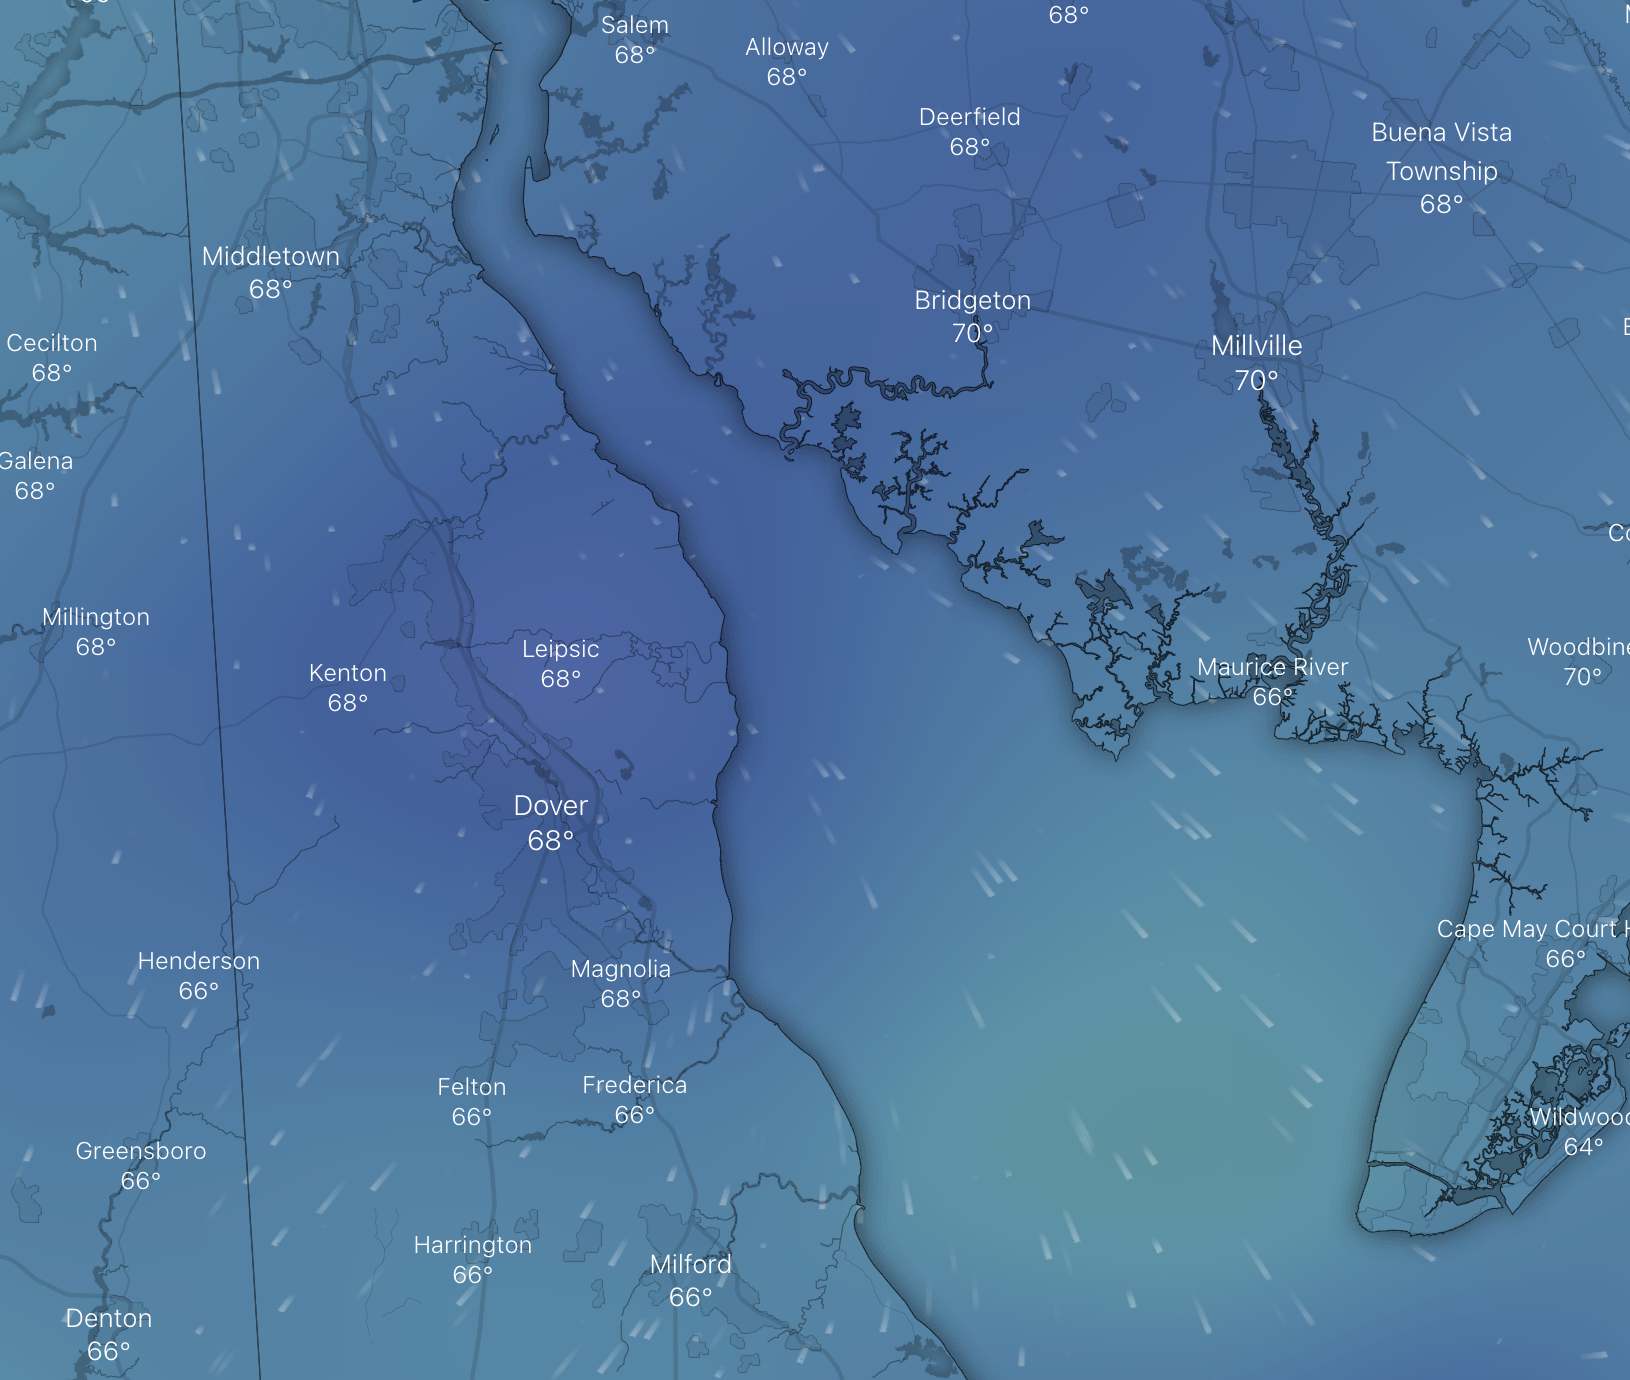 Salem
68°
Alloway
68°
68°
Deerfield
68°
Buena Vista
Township
68°
Middletown
68°
Bridgeton
70°
Millville
70°
Cecilton
68°
Galena
68°
Millington
68°
Kenton
68°
Leipsic
68°
Maurice River
66°
Woodbine
70°
Dover
68°
Cape May Court H
66°
Henderson
66°
Magnolia
68°
Felton
66°
Frederica
66°
Wildwoo
64°
Greensboro
66°
Harrington
66°
Milford
66°
Denton
66°